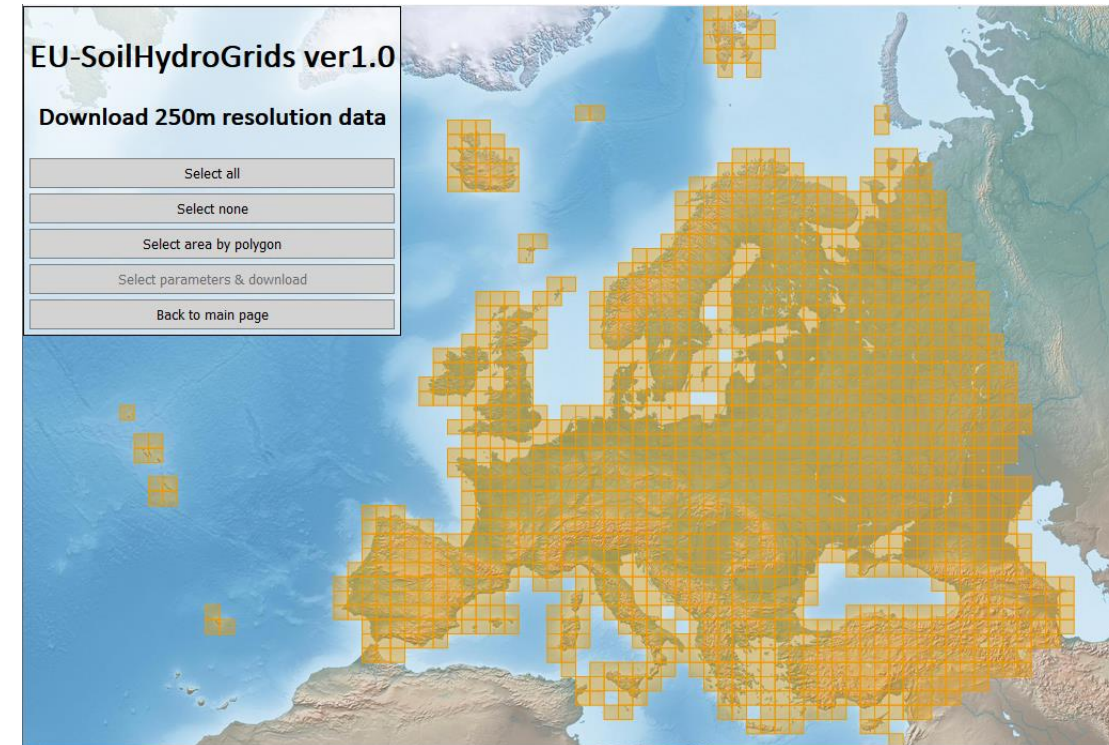 EU-SoilHydroGrids ver1.0
Download 250m resolution data
Select all
Select none
Select area by polygon
Select parameters & download
Back to main page